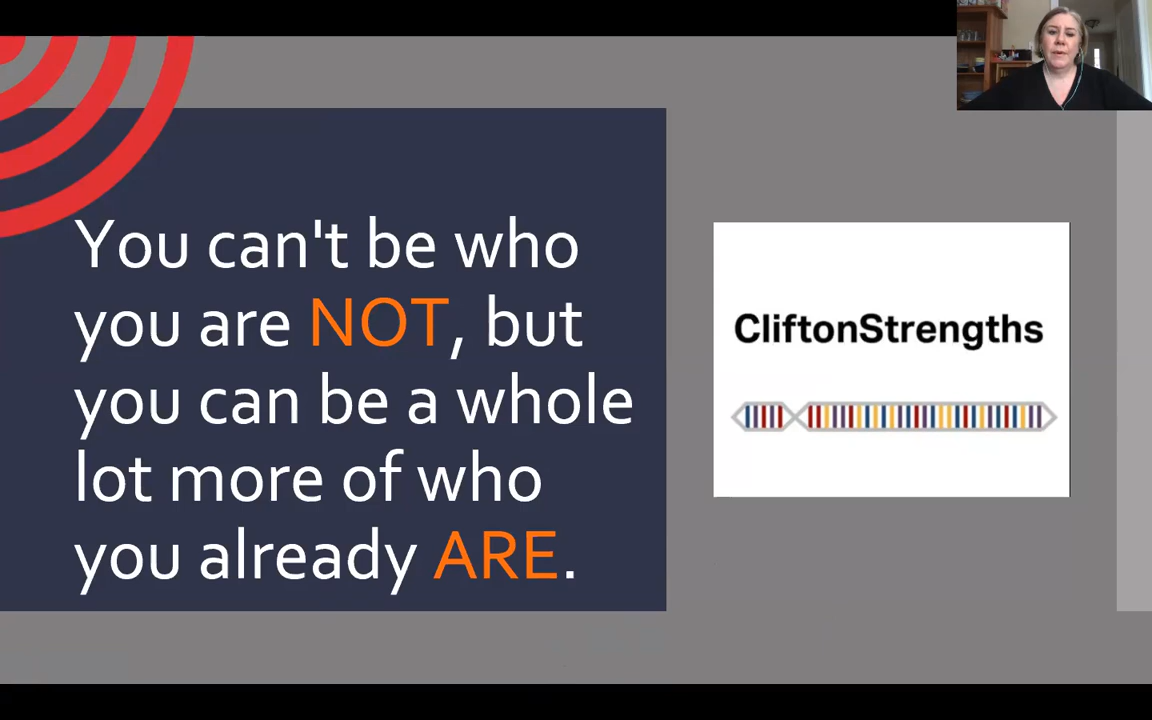 You can't be who
you are NOT, but
you can be a whole
lot more of who
you already ARE.
CliftonStrengths